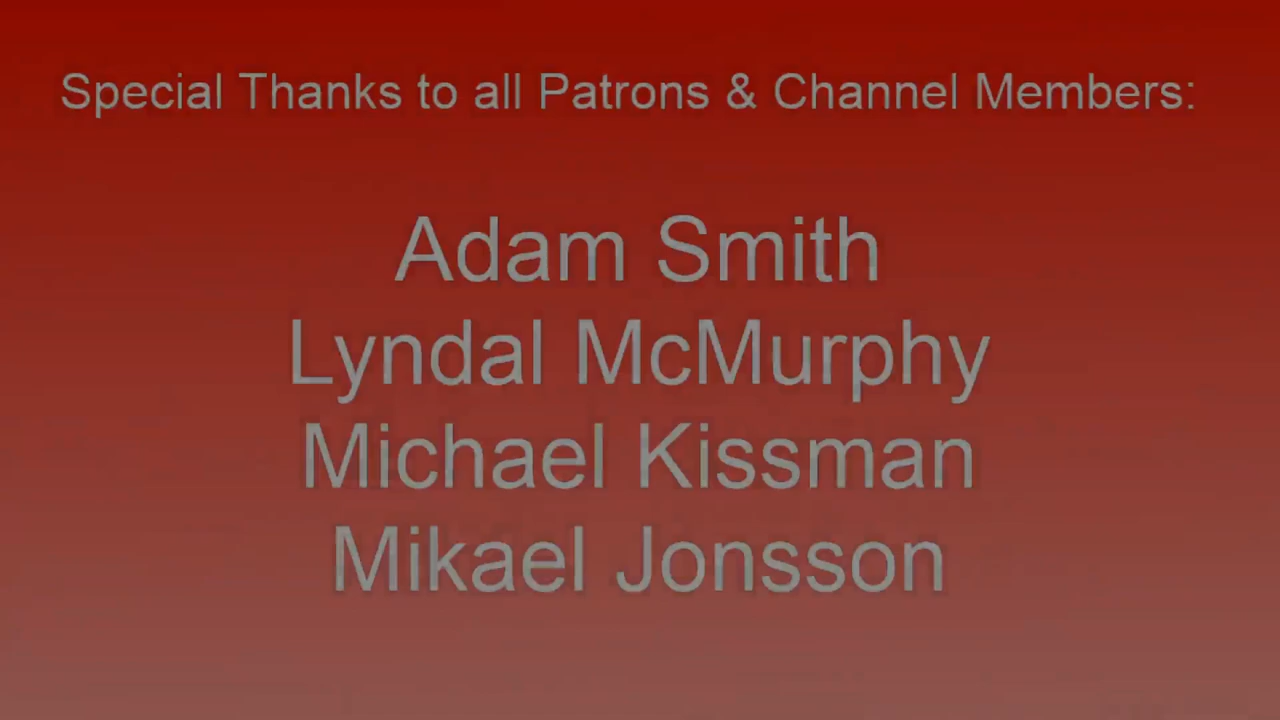 Special Thanks to all Patrons & Channel Members:
Adam Smith
Lyndal McMurphy
Michael Kissman
Mikael Jonsson